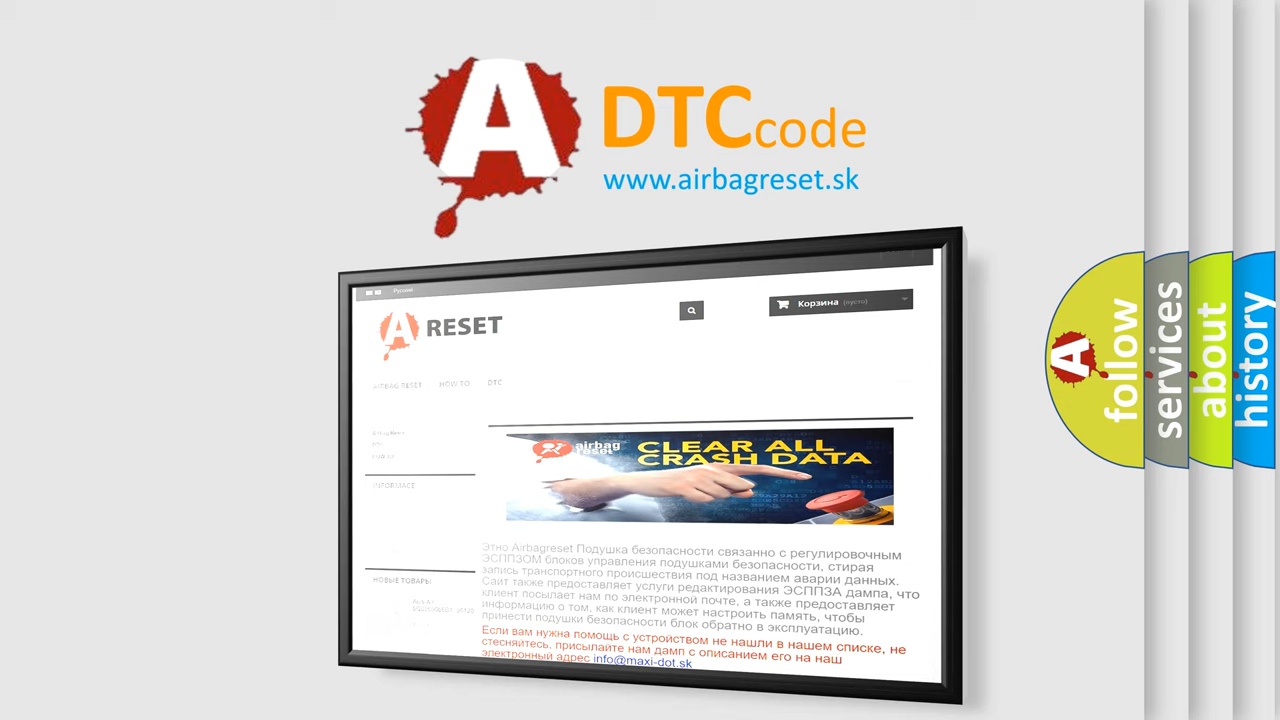 A
DTCcode
www.airbagreset.sk
Русский
A RESET
Корзина (пусто)
AIRBAG RESET HOW TO DTC
INFORMACE
airbag
reset
CLEAR ALL
CRASH DATA
НОВЫЕ ТОВАРЫ
Этно Airbagreset Подушка безопасности связанно с регулировочным
ЭСППЗОМ блоков управления подушками безопасности, стирая
запись транспортного происшествия под названием аварии данных.
Сайт также предоставляет услуги редактирования ЭСППЗА дампа, что
клиент посылает нам по электронной почте, а также предоставляет
информацию о том, как клиент может настроить память, чтобы
принести подушки безопасности блок обратно в эксплуатацию.
Если вам нужна помощь с устройством не нашли в нашем списке, не
стесняйтесь, присылайте нам дамп с описанием его на наш
электронный адрес info@maxi-dot.sk
A
follow
services
about
history